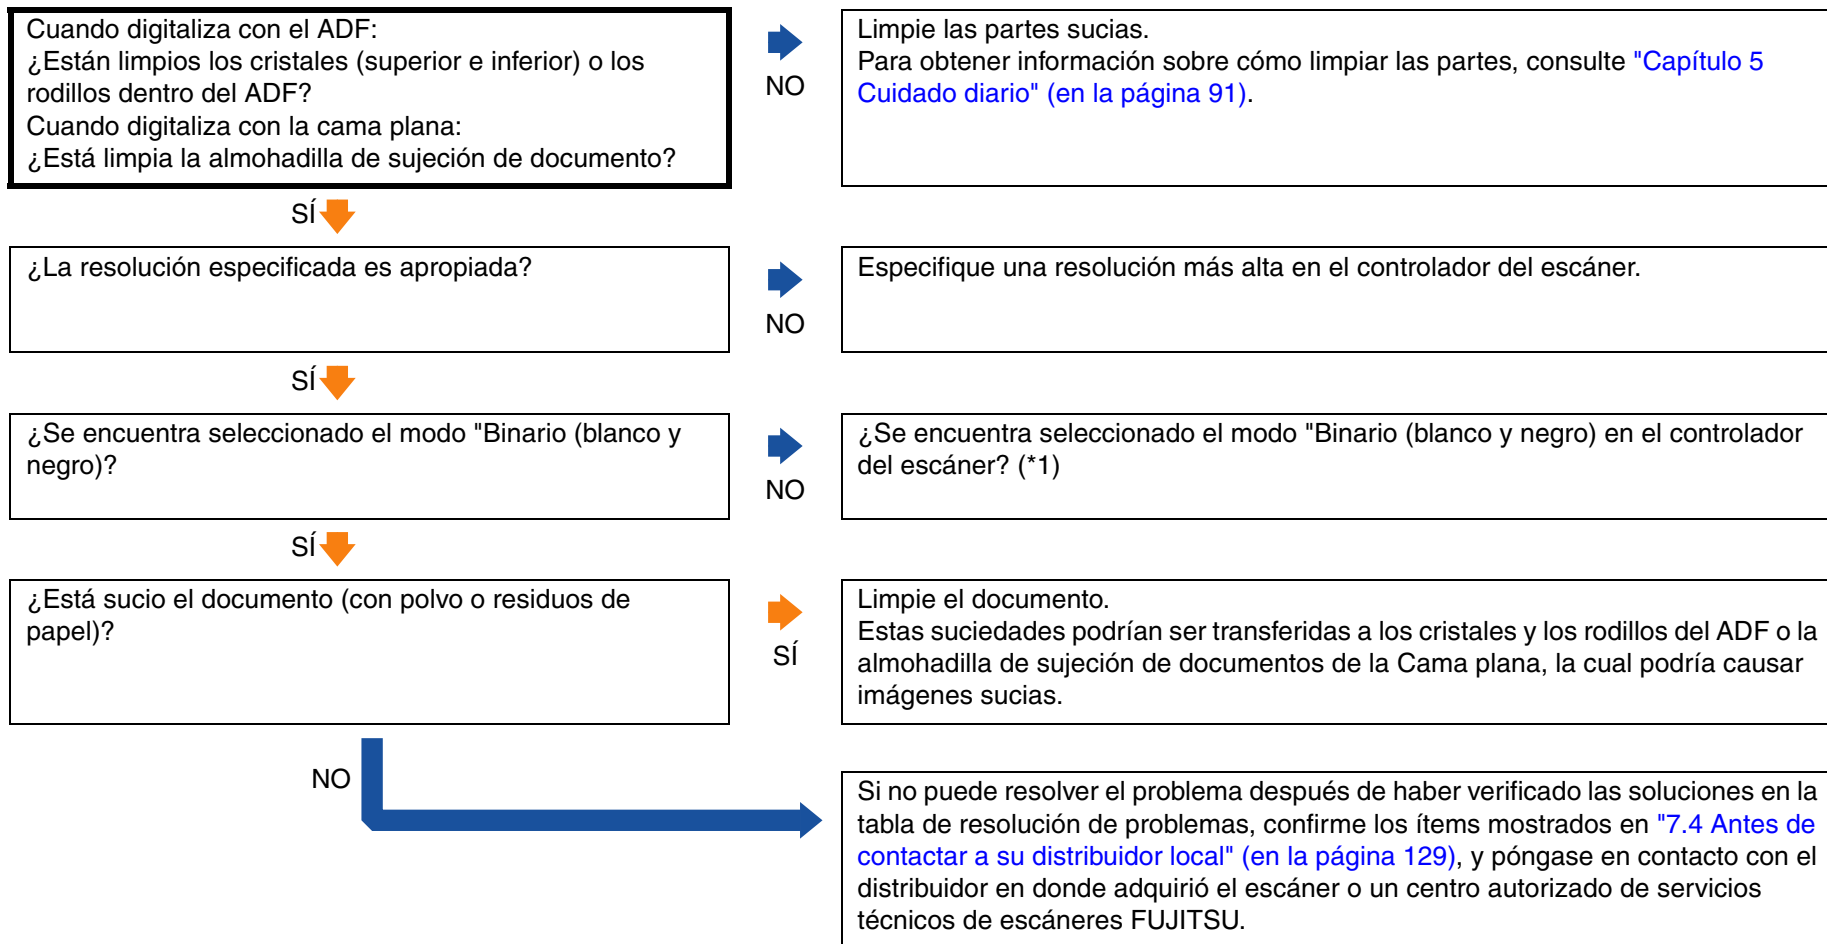 Cuando digitaliza con el ADF:
¿Están limpios los cristales (superior e inferior) o los
rodillos dentro del ADF?
Cuando digitaliza con la cama plana:
¿Está limpia la almohadilla de sujeción de documento?
NO
Limpie las partes sucias.
Para obtener información sobre cómo limpiar las partes, consulte "Capítulo 5
Cuidado diario" (en la página 91).
SÍ
¿La resolución especificada es apropiada?
NO
Especifique una resolución más alta en el controlador del escáner.
SÍ
¿Se encuentra seleccionado el modo "Binario (blanco y
negro)?
NO
¿Se encuentra seleccionado el modo "Binario (blanco y negro) en el controlador
del escáner? (*1)
SÍ
¿Está sucio el documento (con polvo o residuos de
papel)?
SÍ
Limpie el documento.
Estas suciedades podrían ser transferidas a los cristales y los rodillos del ADF o la
almohadilla de sujeción de documentos de la Cama plana, la cual podría causar
imágenes sucias.
NO
Si no puede resolver el problema después de haber verificado las soluciones en la
tabla de resolución de problemas, confirme los ítems mostrados en "7.4 Antes de
contactar a su distribuidor local" (en la página 129), y póngase en contacto con el
distribuidor en donde adquirió el escáner o un centro autorizado de servicios
técnicos de escáneres FUJITSU.